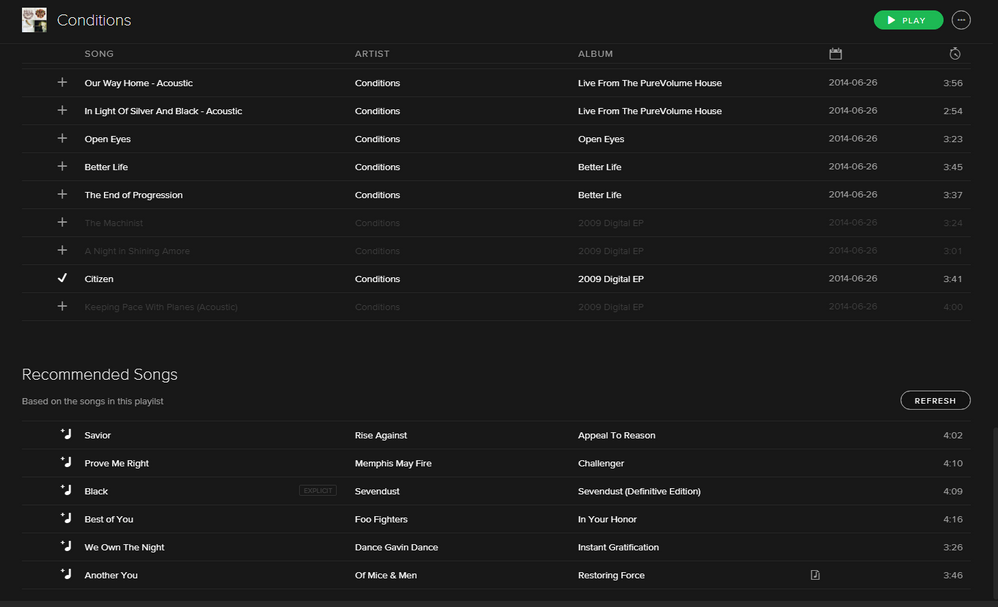 Conditions
PLAY
SONG ARTIST ALBUM
Our Way Home - Acoustic Conditions Live From The PureVolume House 2014-06-26 3:56
In Light Of Silver And Black - Acoustic Conditions Live From The PureVolume House 2014-06-26 2:54
Open Eyes Conditions Open Eyes 2014-06-26 3:23
Better Life Conditions Better Life 2014-06-26 3:45
The End of Progression Conditions Better Life 2014-06-26 3:37
The Machinist Conditions 2009 Digital EP 2014-06-26 3:24
A Night in Shining Amore Conditions 2009 Digital EP 2014-06-26 3:01
Citizen Conditions 2009 Digital EP 2014-06-26 3:41
Keeping Pace With Planes (Acoustic) Conditions 2009 Digital EP 2014-06-26 4:00
Recommended Songs
Based on the songs in this playlist
REFRESH
Savior Rise Against Appeal To Reason 4:02
Prove Me Right Memphis May Fire Challenger 4:10
Black EXPLICIT Sevendust Sevendust (Definitive Edition) 4:09
Best of You Foo Fighters In Your Honor 4:16
We Own The Night Dance Gavin Dance Instant Gratification 3:26
Another You Of Mice & Men Restoring Force 3:46